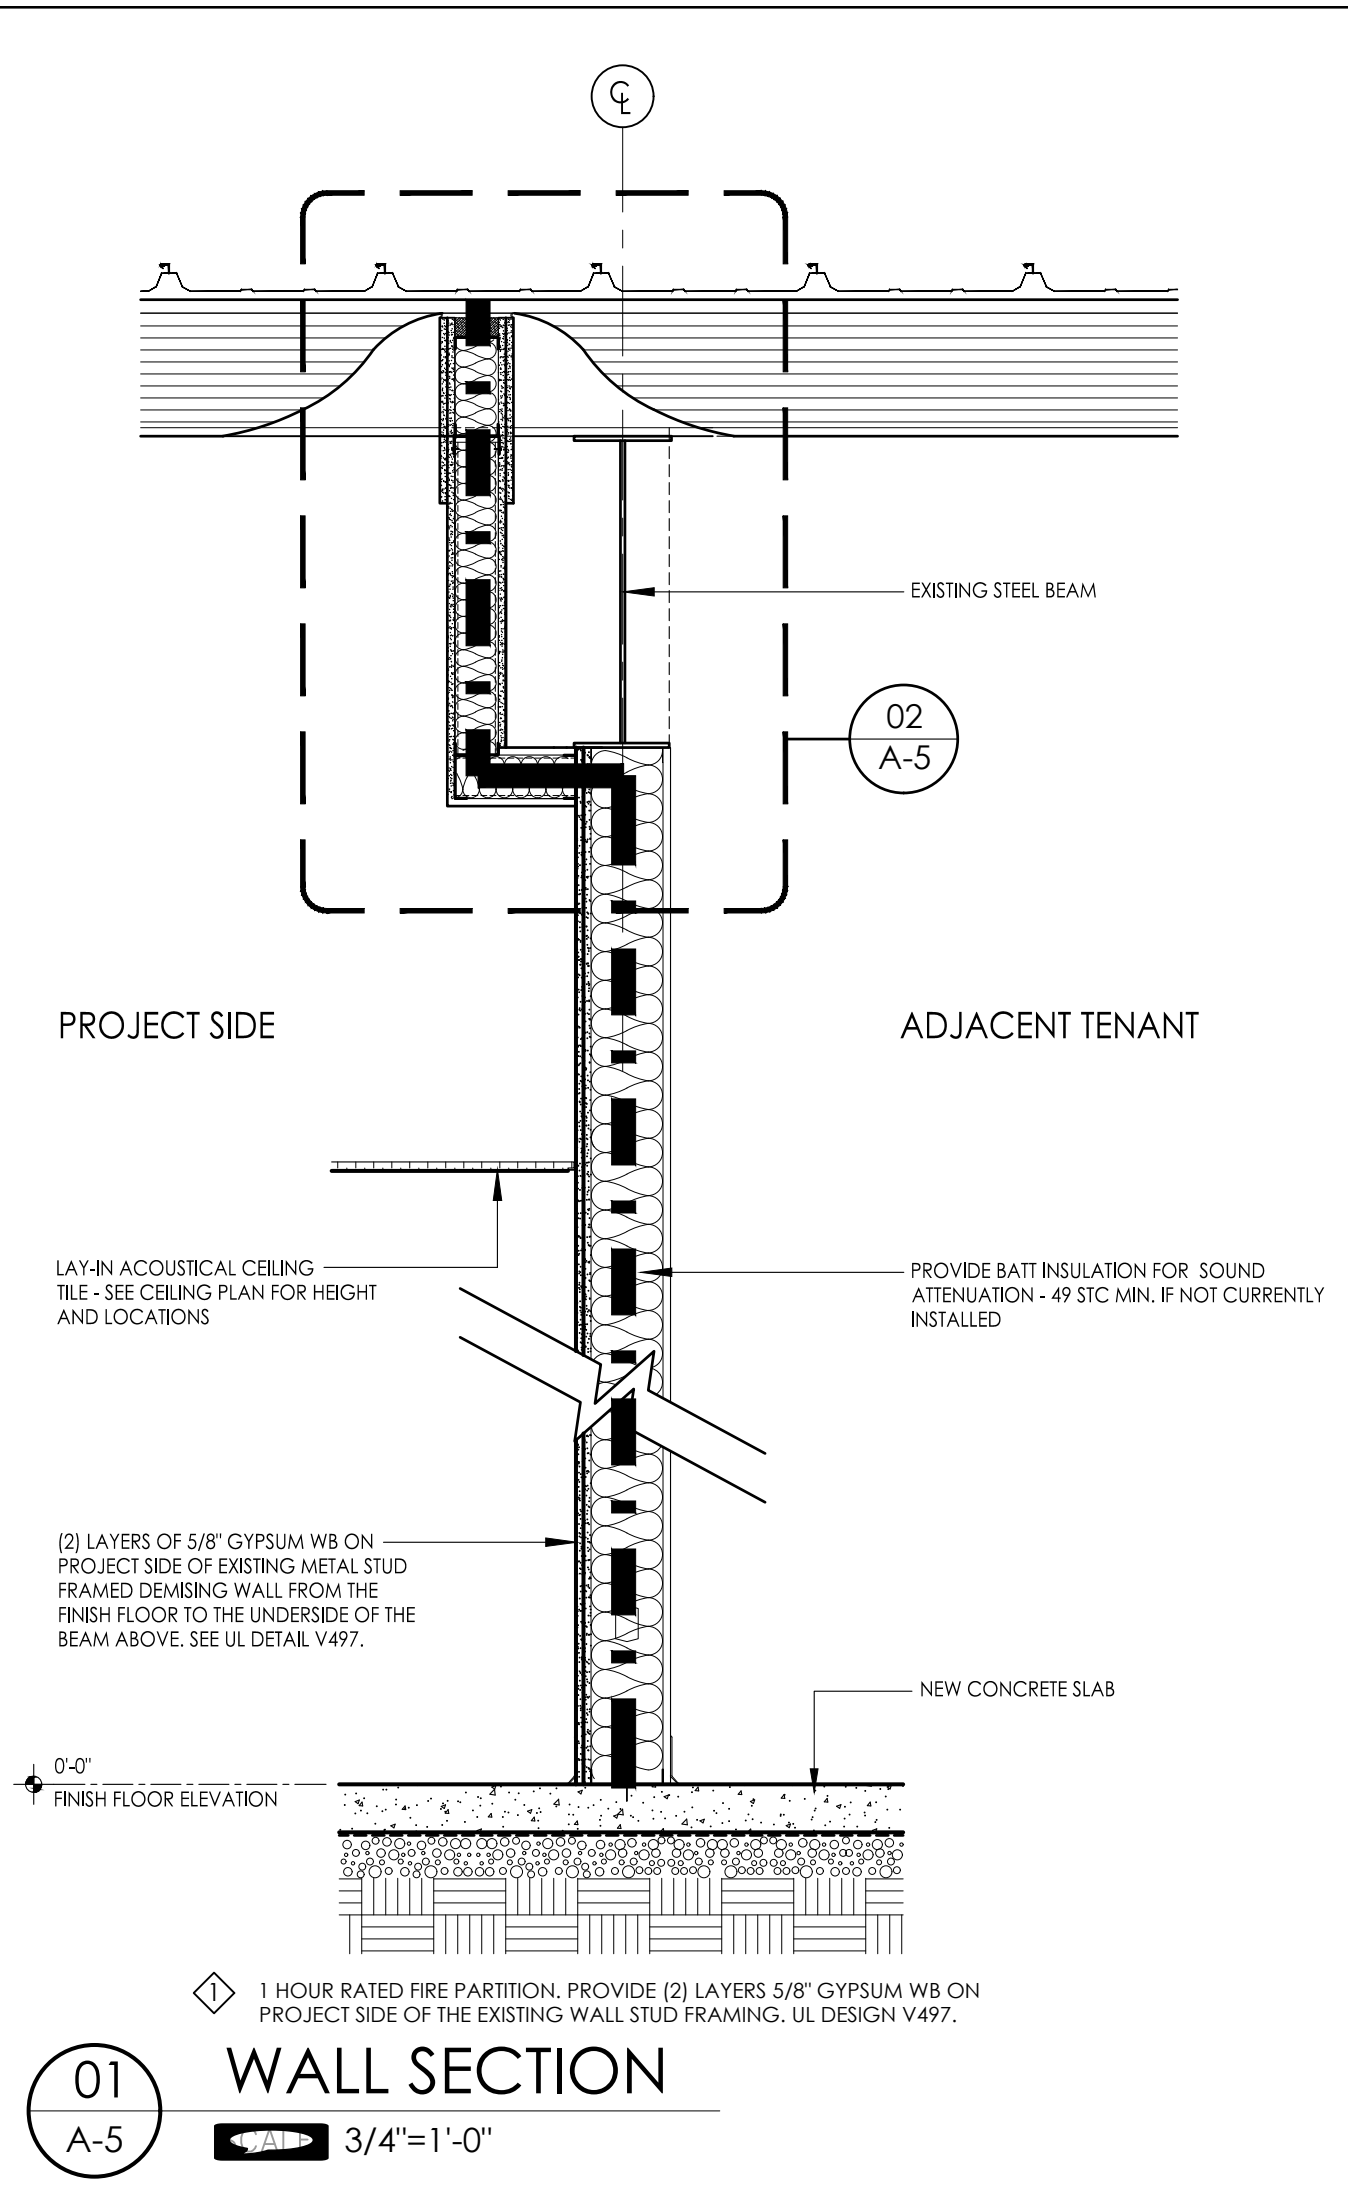 ℄
EXISTING STEEL BEAM
02
A-5
PROJECT SIDE
ADJACENT TENANT
LAY-IN ACOUSTICAL CEILING
TILE - SEE CEILING PLAN FOR HEIGHT
AND LOCATIONS
PROVIDE BATT INSULATION FOR SOUND
ATTENUATION - 49 STC MIN. IF NOT CURRENTLY
INSTALLED
(2) LAYERS OF 5/8" GYPSUM WB ON
PROJECT SIDE OF EXISTING METAL STUD
FRAMED DEMISING WALL FROM THE
FINISH FLOOR TO THE UNDERSIDE OF THE
BEAM ABOVE. SEE UL DETAIL V497.
NEW CONCRETE SLAB
0'-0"
FINISH FLOOR ELEVATION
1
1 HOUR RATED FIRE PARTITION. PROVIDE (2) LAYERS 5/8" GYPSUM WB ON
PROJECT SIDE OF THE EXISTING WALL STUD FRAMING. UL DESIGN V497.
01
A-5
WALL SECTION
SCALE 3/4"=1'-0"